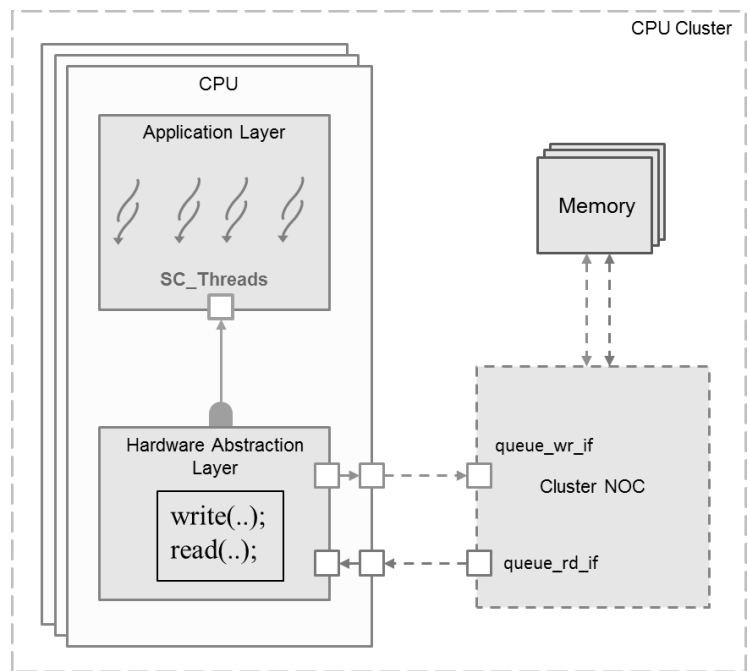 CPU Cluster
CPU
Application Layer
SC_Threads
Hardware Abstraction
Layer
write(..);
read(..);
Memory
queue_wr_if
Cluster NOC
queue_rd_if